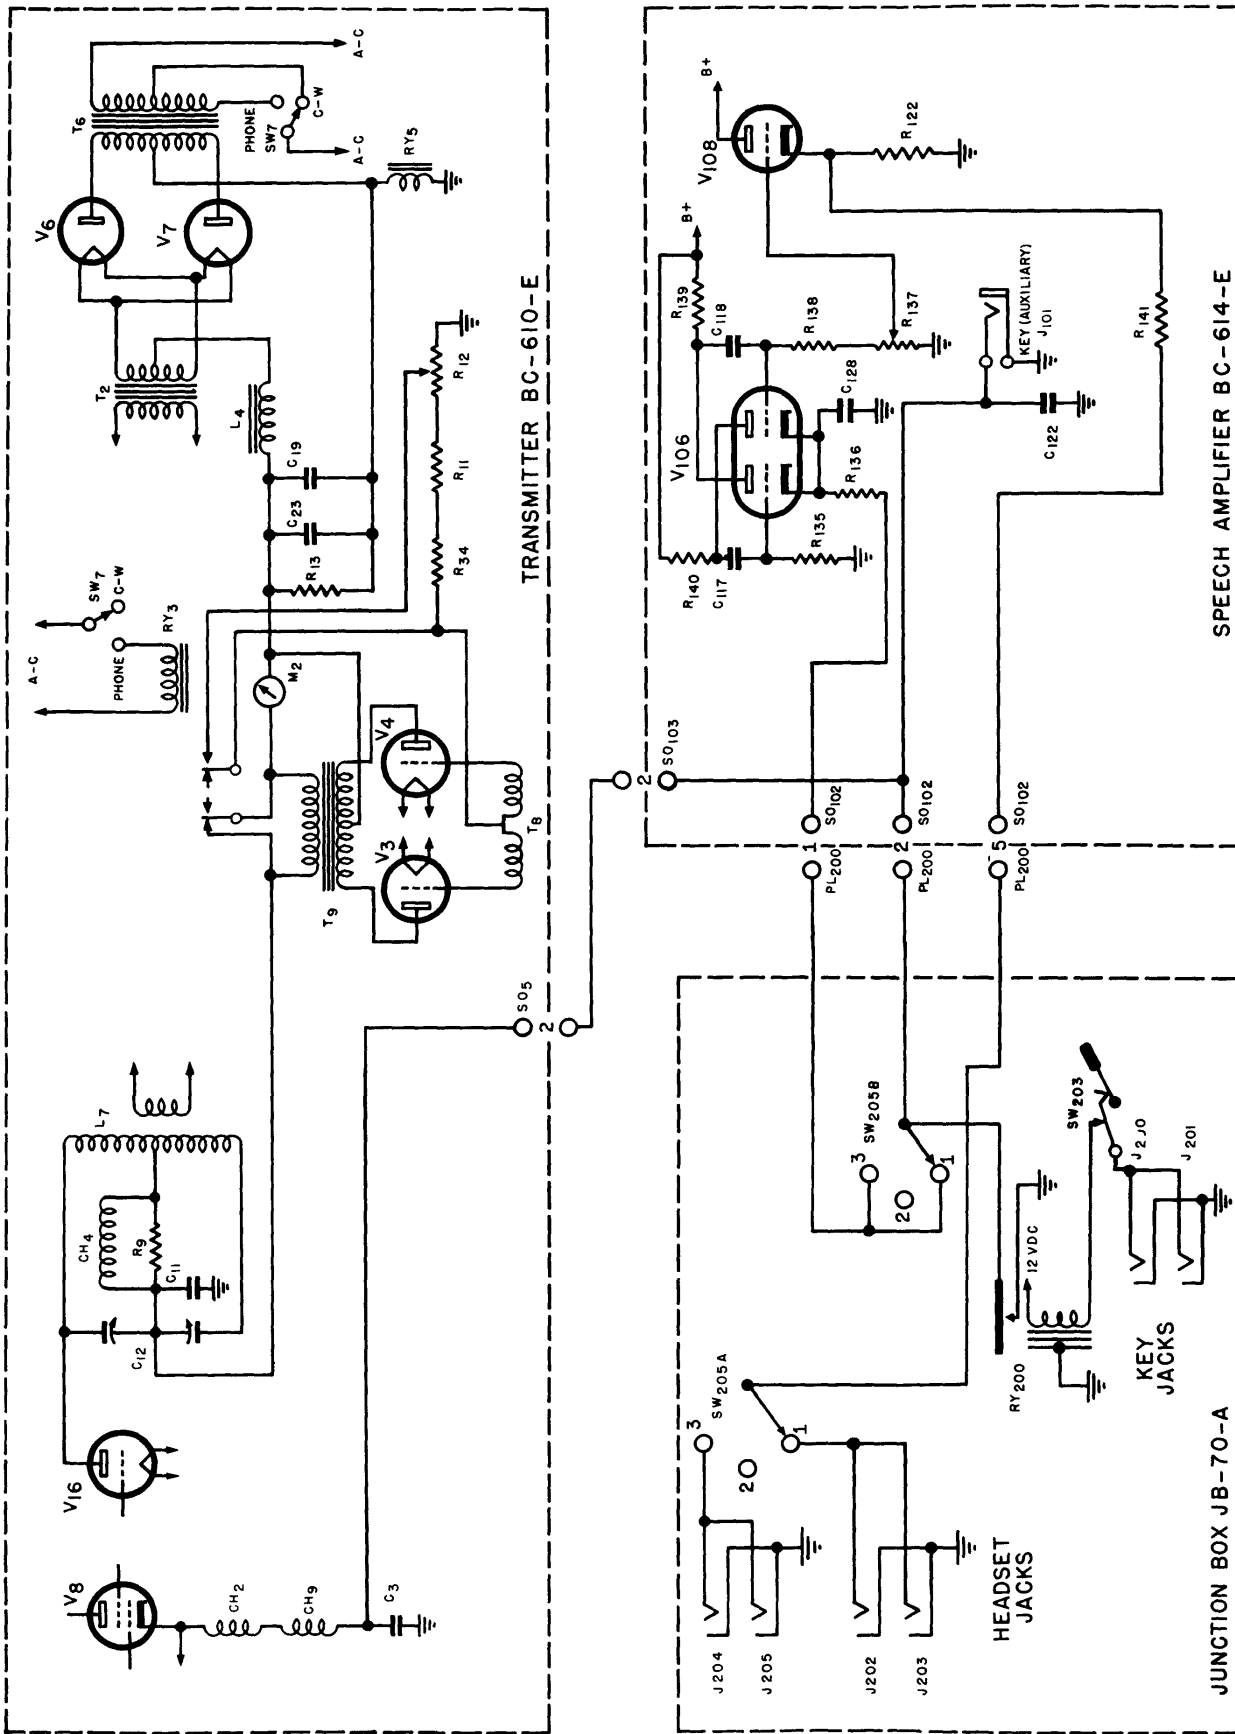 TRANSMITTER BC-610-E
V8
CH2
CH9
C3
V16
C12
C11
R9
CH4
L7
SO5
2
T9
V3
V4
T8
M2
A-C
PHONE
SW7
C-W
RY3
R13
C23
C19
L4
R34
R11
R12
T2
V6
V7
T6
PHONE
SW7
C-W
A-C
A-C
RY5
SPEECH AMPLIFIER BC-614-E
2
SO103
1
SO102
PL200
2
SO102
PL200
5
SO102
PL200
R140
C117
R135
R136
V106
C128
R139
C118
R138
R137
B+
V108
B+
R122
C122
KEY (AUXILIARY)
J101
R141
JUNCTION BOX JB-70-A
J204
J205
J202
J203
HEADSET
JACKS
3
SW205A
2
1
3
SW205B
2
1
RY200
12 VDC
KEY
JACKS
SW203
J201